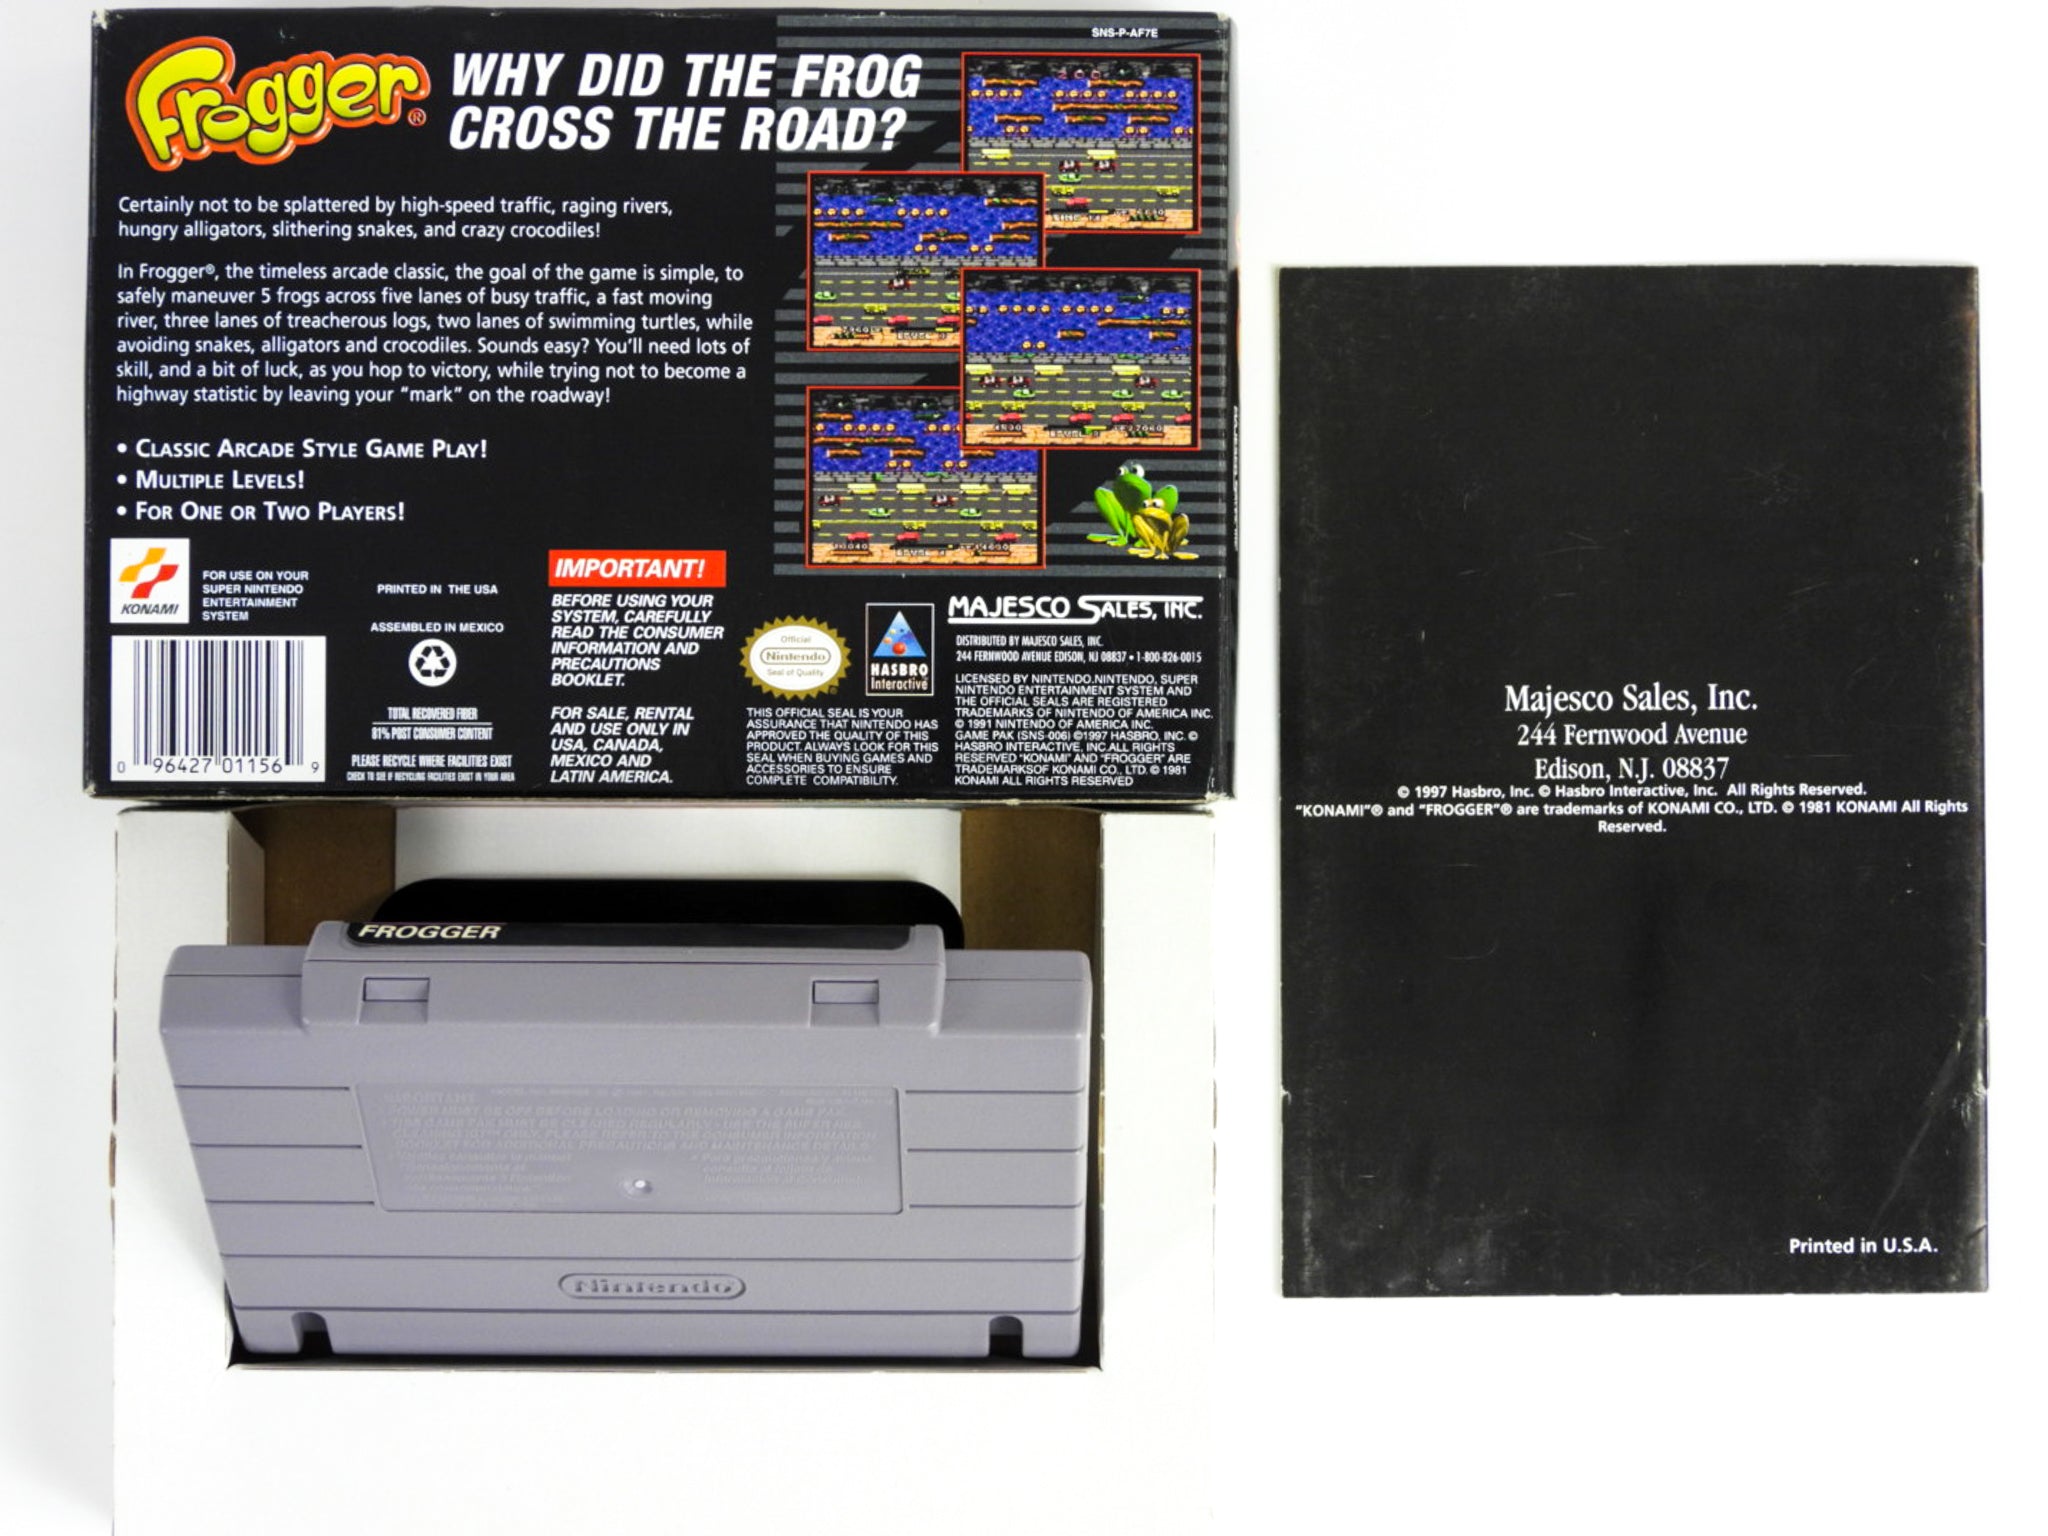 SNS-P-AF7E
Frogger®
WHY DID THE FROG
CROSS THE ROAD?
Certainly not to be splattered by high-speed traffic, raging rivers,
hungry alligators, slithering snakes, and crazy crocodiles!
In Frogger®, the timeless arcade classic, the goal of the game is simple, to
safely maneuver 5 frogs across five lanes of busy traffic, a fast moving
river, three lanes of treacherous logs, two lanes of swimming turtles, while
avoiding snakes, alligators and crocodiles. Sounds easy? You'll need lots of
skill, and a bit of luck, as you hop to victory, while trying not to become a
highway statistic by leaving your "mark" on the roadway!
• CLASSIC ARCADE STYLE GAME PLAY!
• MULTIPLE LEVELS!
• FOR ONE OR TWO PLAYERS!
KONAMI
FOR USE ON YOUR
SUPER NINTENDO
ENTERTAINMENT
SYSTEM
0 96427 01156 9
PRINTED IN THE USA
ASSEMBLED IN MEXICO
TOTAL RECOVERED FIBER
81% POST CONSUMER CONTENT
PLEASE RECYCLE WHERE FACILITIES EXIST
CHECK TO SEE IF RECYCLING FACILITIES EXIST IN YOUR AREA
IMPORTANT!
BEFORE USING YOUR
SYSTEM, CAREFULLY
READ THE CONSUMER
INFORMATION AND
PRECAUTIONS
BOOKLET.
FOR SALE, RENTAL
AND USE ONLY IN
USA, CANADA,
MEXICO AND
LATIN AMERICA.
Official
Nintendo
Seal of Quality
THIS OFFICIAL SEAL IS YOUR
ASSURANCE THAT NINTENDO HAS
APPROVED THE QUALITY OF THIS
PRODUCT. ALWAYS LOOK FOR THIS
SEAL WHEN BUYING GAMES AND
ACCESSORIES TO ENSURE
COMPLETE COMPATIBILITY.
HASBRO
Interactive
MAJESCO SALES, INC.
DISTRIBUTED BY MAJESCO SALES, INC.
244 FERNWOOD AVENUE EDISON, NJ 08837 • 1-800-826-0015
LICENSED BY NINTENDO.NINTENDO, SUPER
NINTENDO ENTERTAINMENT SYSTEM AND
THE OFFICIAL SEALS ARE REGISTERED
TRADEMARKS OF NINTENDO OF AMERICA INC.
© 1991 NINTENDO OF AMERICA INC.
GAME PAK (SNS-006) ©1997 HASBRO, INC. ©
HASBRO INTERACTIVE, INC. ALL RIGHTS
RESERVED "KONAMI" AND "FROGGER" ARE
TRADEMARKSOF KONAMI CO., LTD. © 1981
KONAMI ALL RIGHTS RESERVED
FROGGER
IMPORTANT
Nintendo
Majesco Sales, Inc.
244 Fernwood Avenue
Edison, N.J. 08837
© 1997 Hasbro, Inc. © Hasbro Interactive, Inc. All Rights Reserved.
"KONAMI"® and "FROGGER"® are trademarks of KONAMI CO., LTD. © 1981 KONAMI All Rights
Reserved.
Printed in U.S.A.